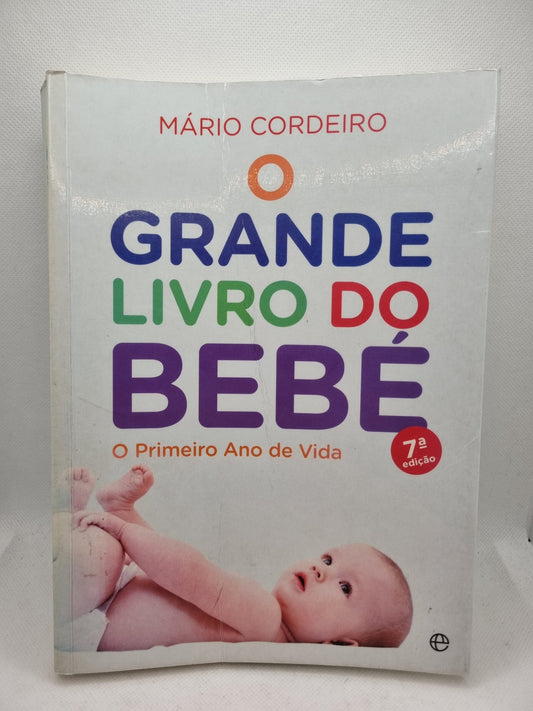 MÁRIO CORDEIRO
O
GRANDE
LIVRO DO
BEBÉ
O Primeiro Ano de Vida
7ª
edição